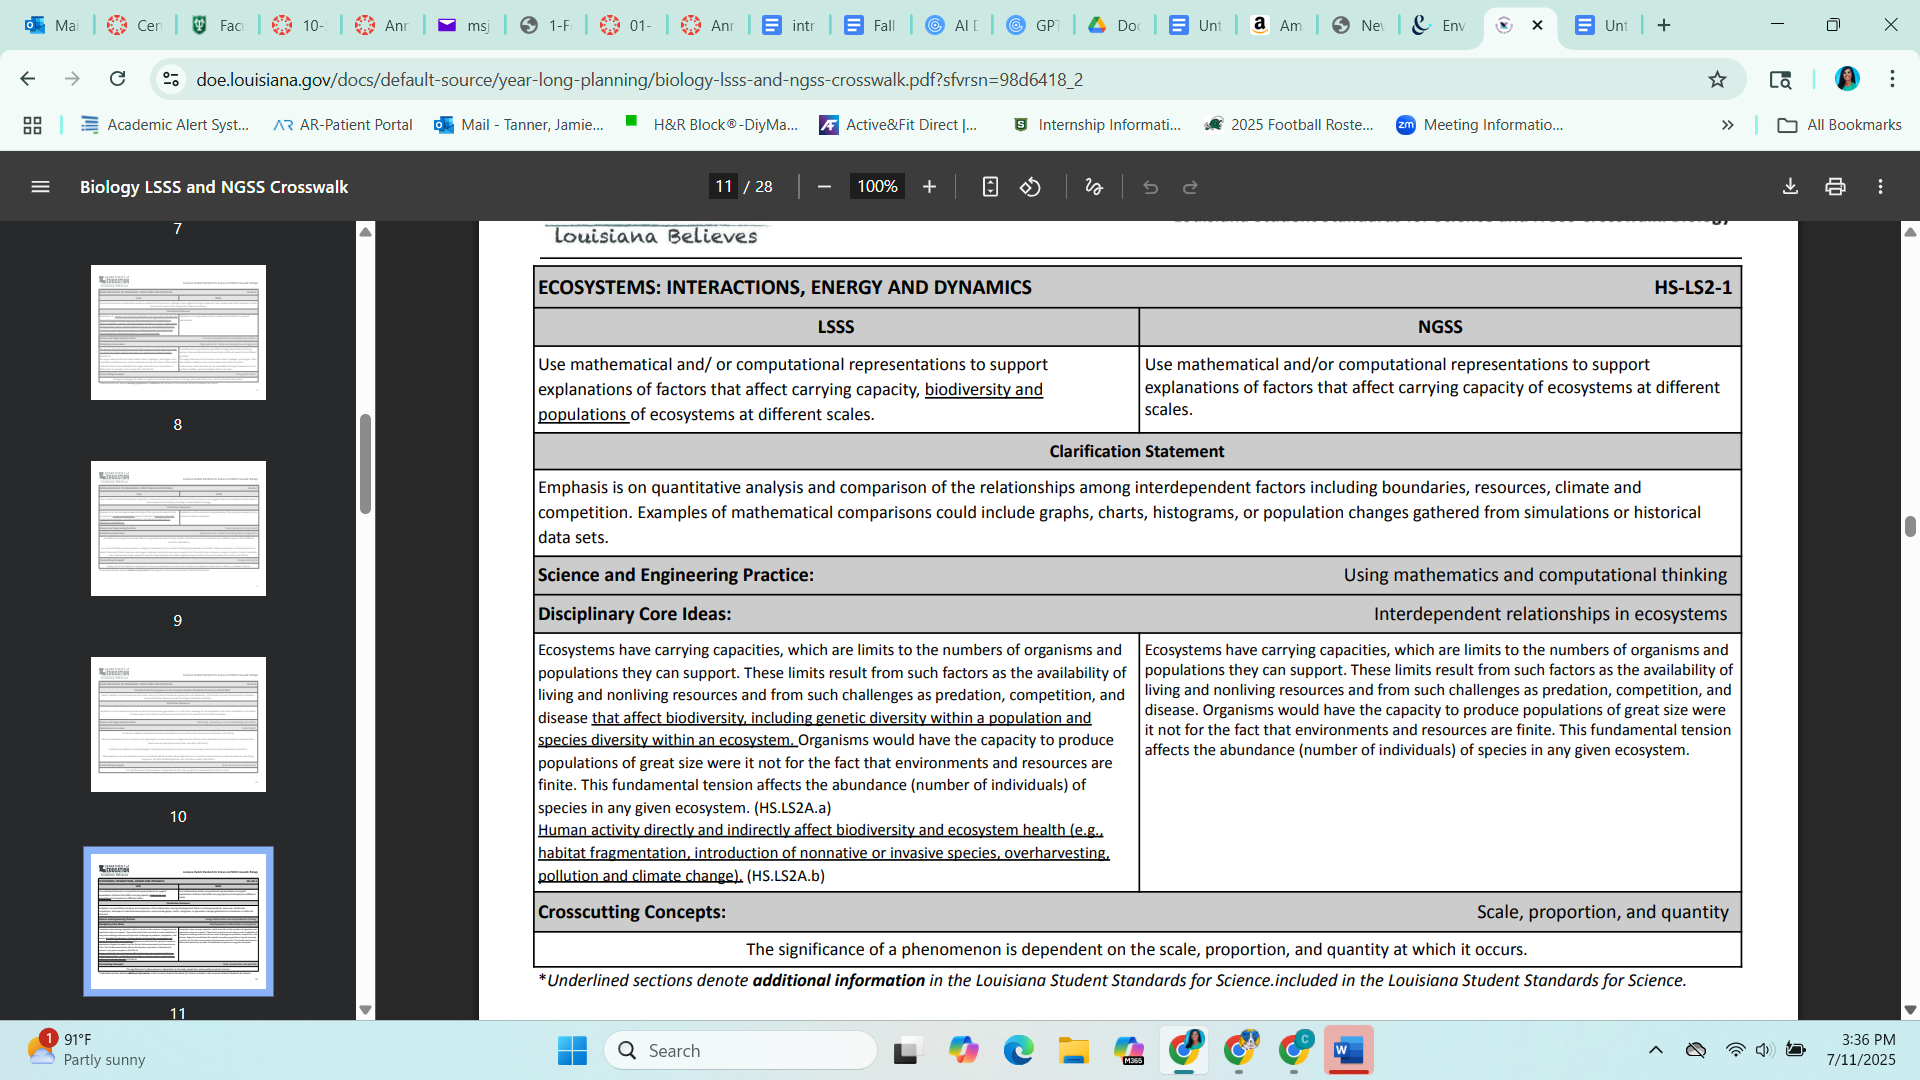 Mai
Cen
Facu
10-
Ann
msj
1-Fo
01-
Ann
intr
Fall
AI D
GPT
Doc
Unt
Am
Nev
Env
Unt
doe.louisiana.gov/docs/default-source/year-long-planning/biology-lsss-and-ngss-crosswalk.pdf?sfvrsn=98d6418_2
Academic Alert Syst...
AR-Patient Portal
Mail - Tanner, Jamie...
H&R Block®-DiyMa...
Active&Fit Direct |...
Internship Informati...
2025 Football Roste...
Meeting Informatio...
All Bookmarks
Biology LSSS and NGSS Crosswalk
11 / 28
100%
7
8
9
10
11
Louisiana Believes
ECOSYSTEMS: INTERACTIONS, ENERGY AND DYNAMICS HS-LS2-1
LSSS
NGSS
Use mathematical and/ or computational representations to support
explanations of factors that affect carrying capacity, biodiversity and
populations of ecosystems at different scales.
Use mathematical and/or computational representations to support
explanations of factors that affect carrying capacity of ecosystems at different
scales.
Clarification Statement
Emphasis is on quantitative analysis and comparison of the relationships among interdependent factors including boundaries, resources, climate and
competition. Examples of mathematical comparisons could include graphs, charts, histograms, or population changes gathered from simulations or historical
data sets.
Science and Engineering Practice: Using mathematics and computational thinking
Disciplinary Core Ideas: Interdependent relationships in ecosystems
Ecosystems have carrying capacities, which are limits to the numbers of organisms and
populations they can support. These limits result from such factors as the availability of
living and nonliving resources and from such challenges as predation, competition, and
disease that affect biodiversity, including genetic diversity within a population and
species diversity within an ecosystem. Organisms would have the capacity to produce
populations of great size were it not for the fact that environments and resources are
finite. This fundamental tension affects the abundance (number of individuals) of
species in any given ecosystem. (HS.LS2A.a)
Human activity directly and indirectly affect biodiversity and ecosystem health (e.g.,
habitat fragmentation, introduction of nonnative or invasive species, overharvesting,
pollution and climate change). (HS.LS2A.b)
Ecosystems have carrying capacities, which are limits to the numbers of organisms and
populations they can support. These limits result from such factors as the availability of
living and nonliving resources and from such challenges as predation, competition, and
disease. Organisms would have the capacity to produce populations of great size were
it not for the fact that environments and resources are finite. This fundamental tension
affects the abundance (number of individuals) of species in any given ecosystem.
Crosscutting Concepts: Scale, proportion, and quantity
The significance of a phenomenon is dependent on the scale, proportion, and quantity at which it occurs.
*Underlined sections denote additional information in the Louisiana Student Standards for Science.included in the Louisiana Student Standards for Science.
1
91°F
Partly sunny
Search
3:36 PM
7/11/2025